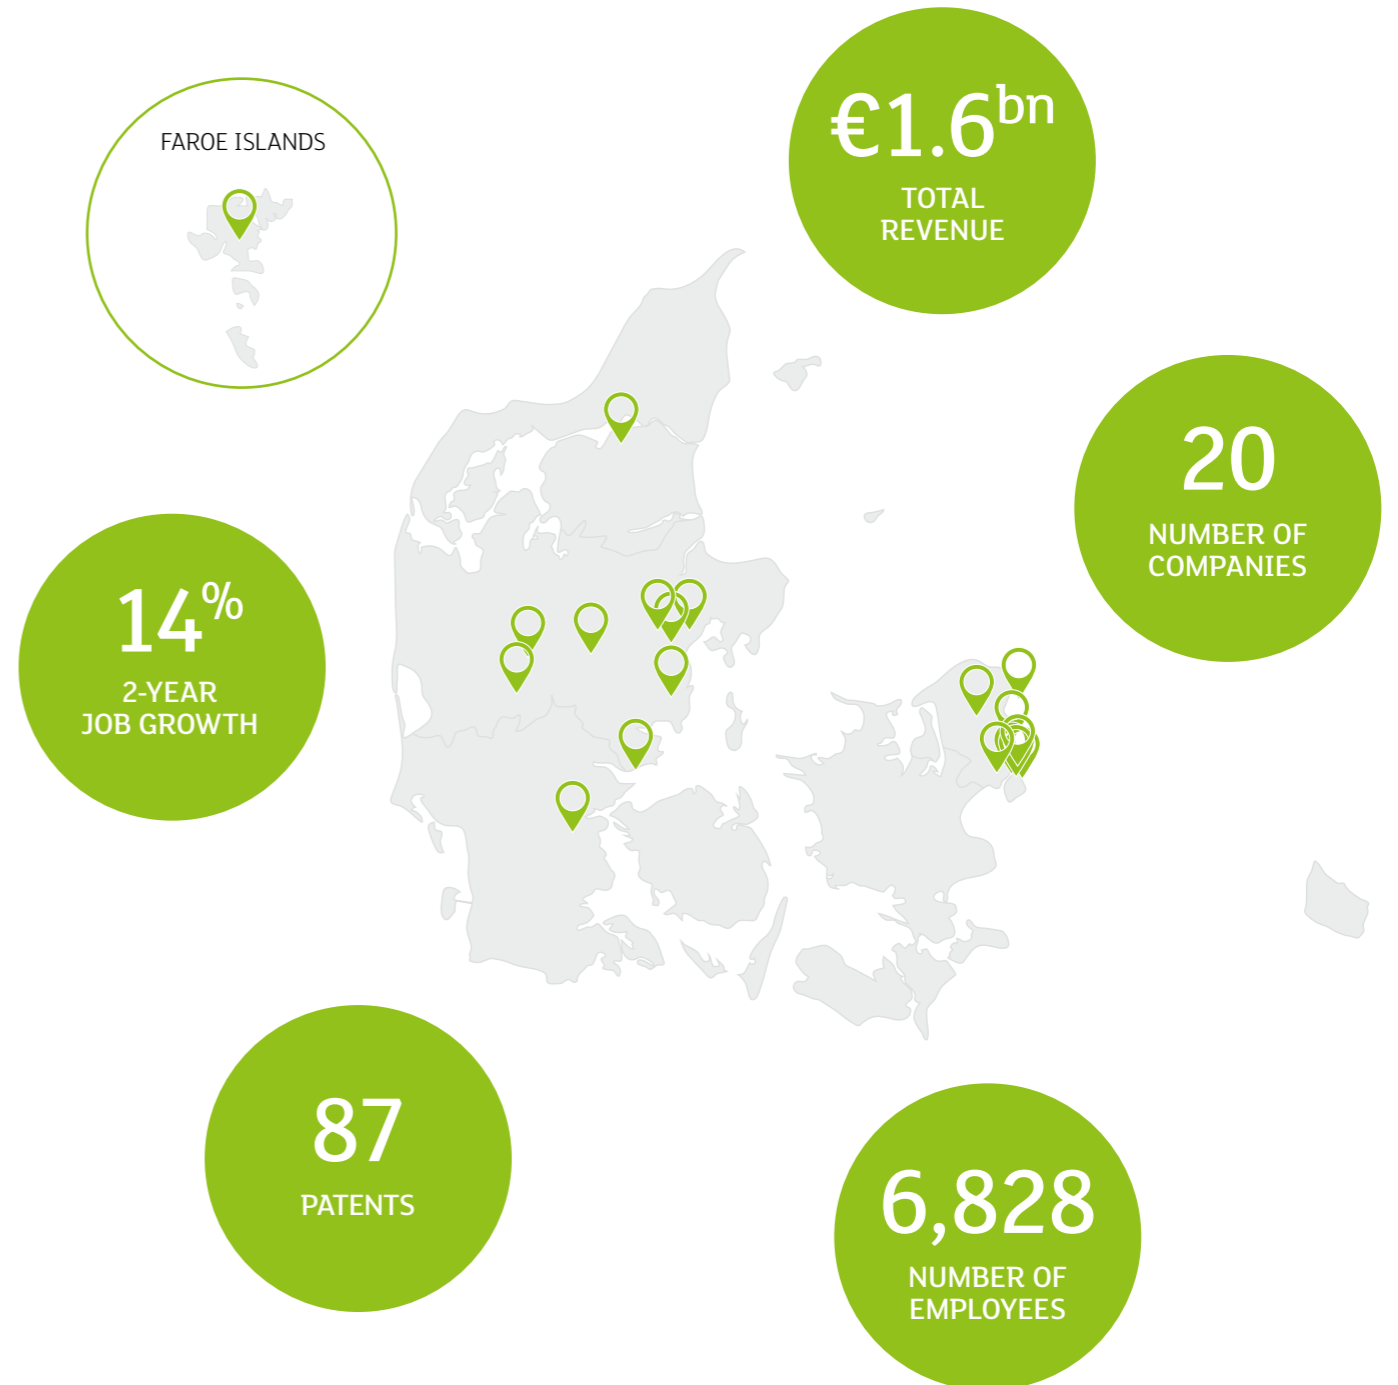 FAROE ISLANDS
€1.6bn
TOTAL
REVENUE
20
NUMBER OF
COMPANIES
14%
2-YEAR
JOB GROWTH
87
PATENTS
6,828
NUMBER OF
EMPLOYEES